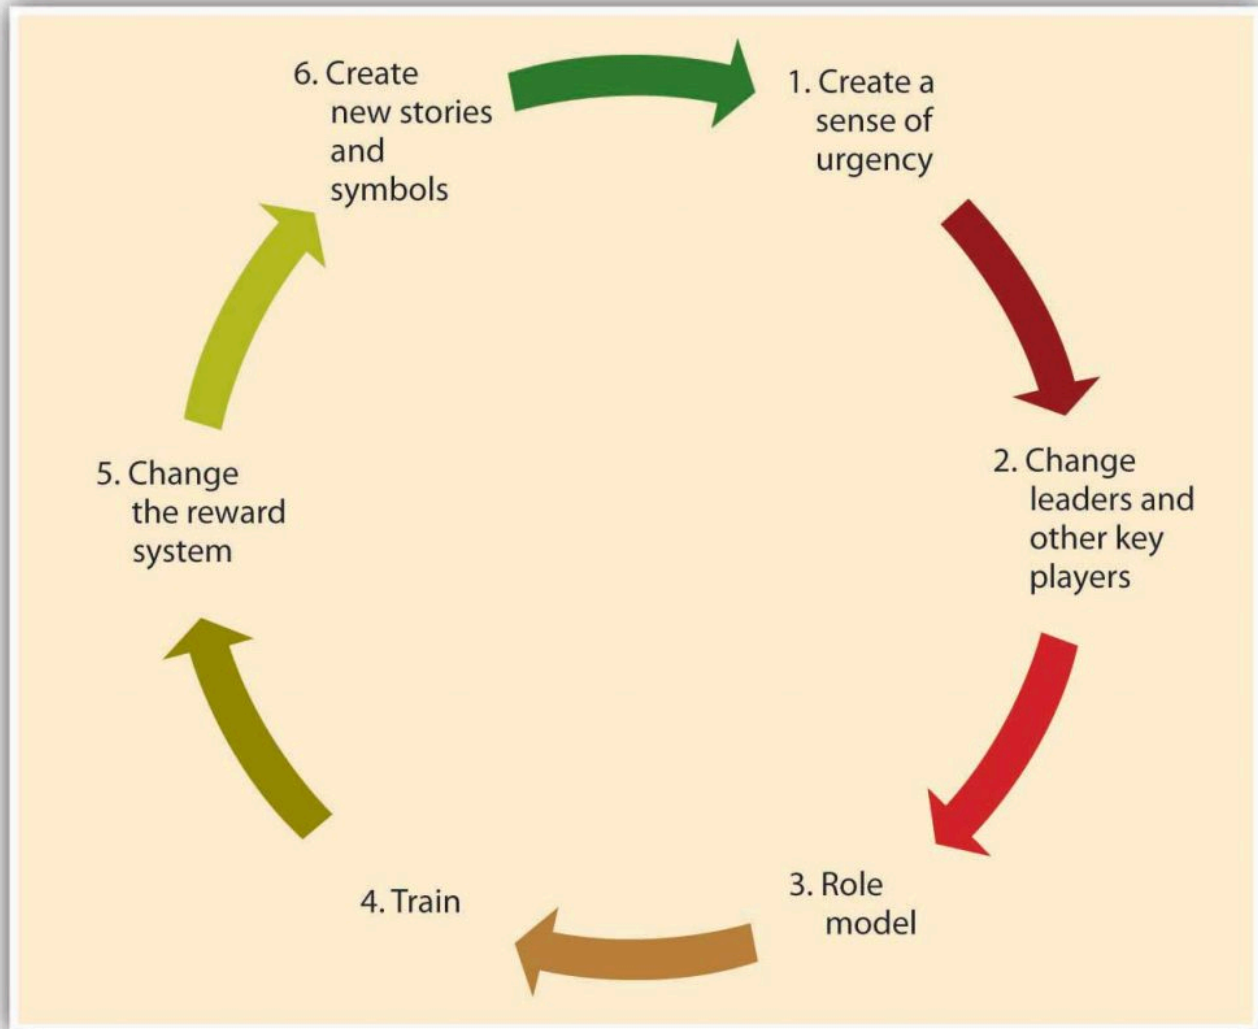 1. Create a
sense of
urgency
2. Change
leaders and
other key
players
3. Role
model
4. Train
5. Change
the reward
system
6. Create
new stories
and
symbols